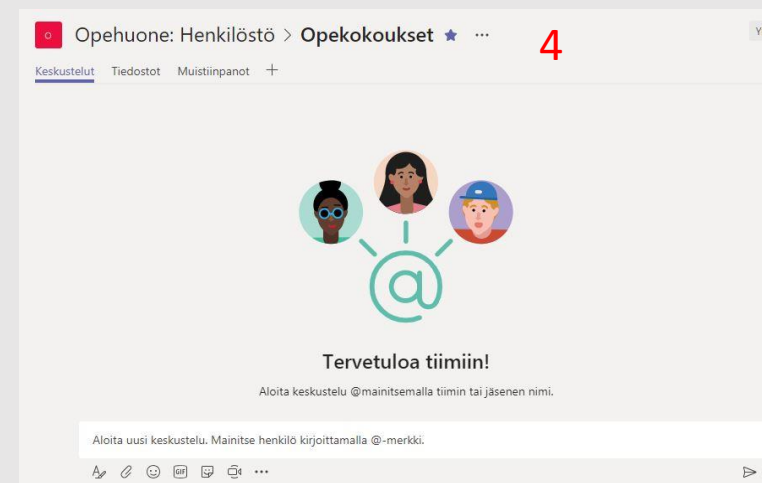 o Opehuone: Henkilöstö > Opekokoukset ★ ... 4
Keskustelut Tiedostot Muistiinpanot +
@
Tervetuloa tiimiin!
Aloita keskustelu @mainitsemalla tiimin tai jäsenen nimi.
Aloita uusi keskustelu. Mainitse henkilö kirjoittamalla @-merkki.
GIF ...